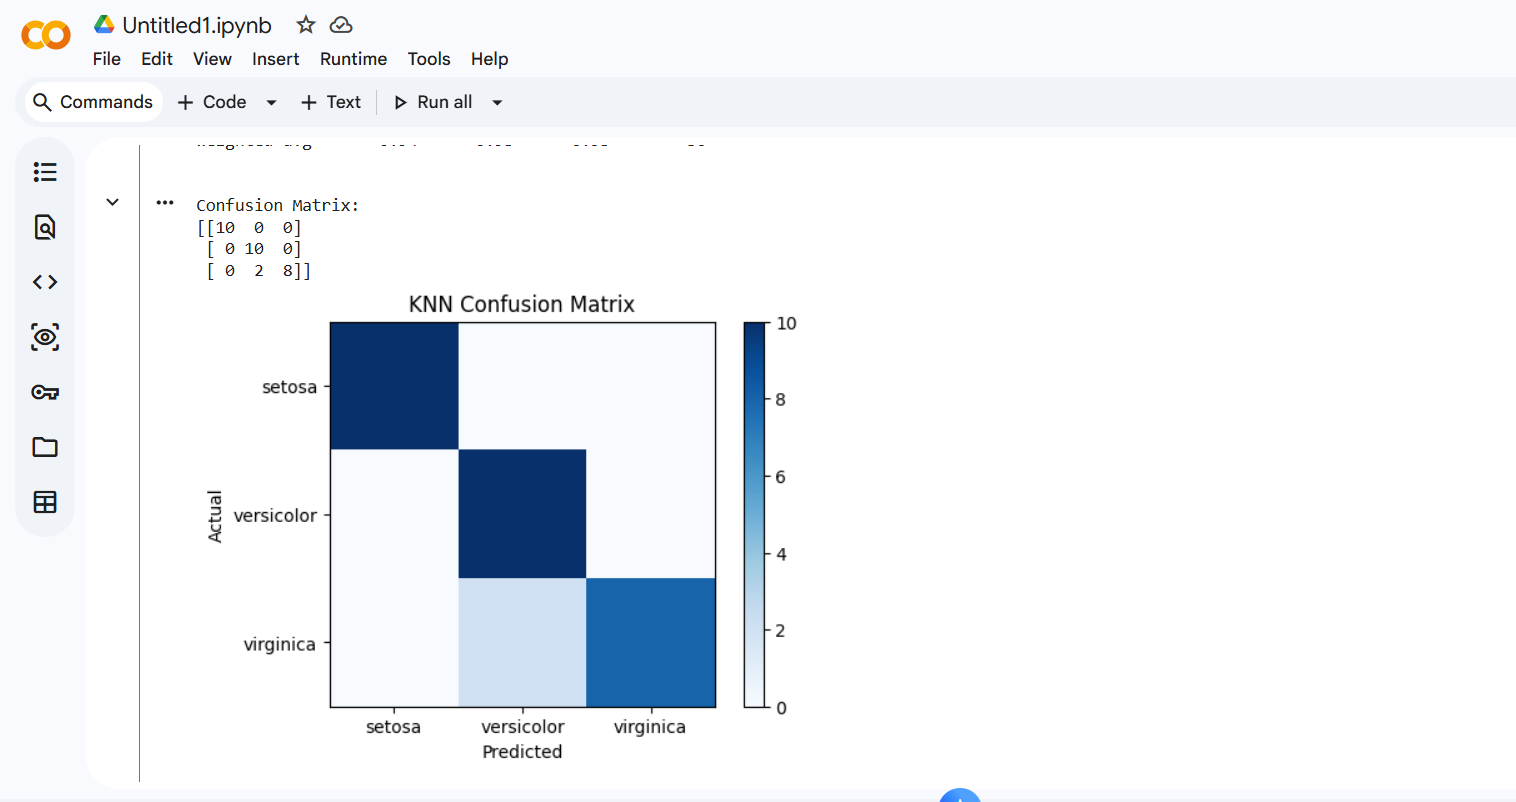 Untitled1.ipynb
File Edit View Insert Runtime Tools Help
Commands + Code + Text Run all
Confusion Matrix:
[[10  0  0]
 [ 0 10  0]
 [ 0  2  8]]
KNN Confusion Matrix
setosa
versicolor
virginica
Actual
setosa versicolor virginica
Predicted
10
8
6
4
2
0